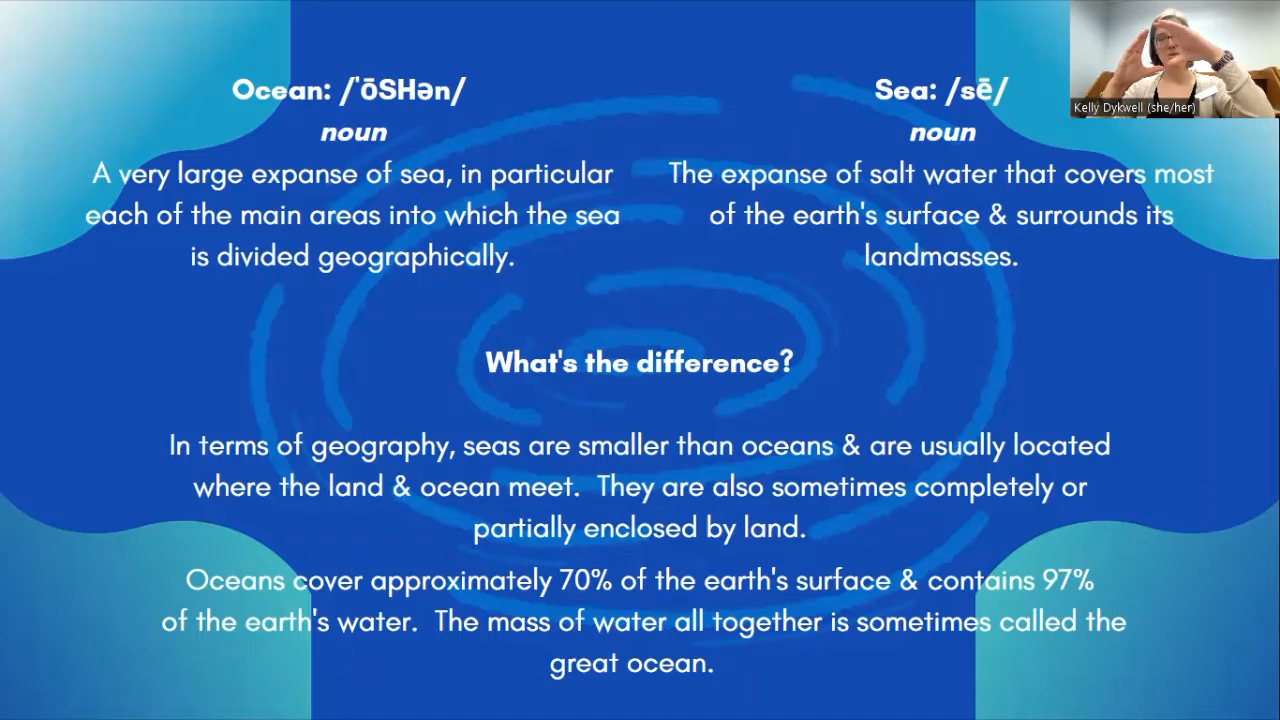 Ocean: /ˈōSHən/
noun
A very large expanse of sea, in particular
each of the main areas into which the sea
is divided geographically.
Sea: /sē/
noun
The expanse of salt water that covers most
of the earth's surface & surrounds its
landmasses.
Kelly Dykwell (she/her)
What's the difference?
In terms of geography, seas are smaller than oceans & are usually located
where the land & ocean meet.  They are also sometimes completely or
partially enclosed by land.
Oceans cover approximately 70% of the earth's surface & contains 97%
of the earth's water.  The mass of water all together is sometimes called the
great ocean.